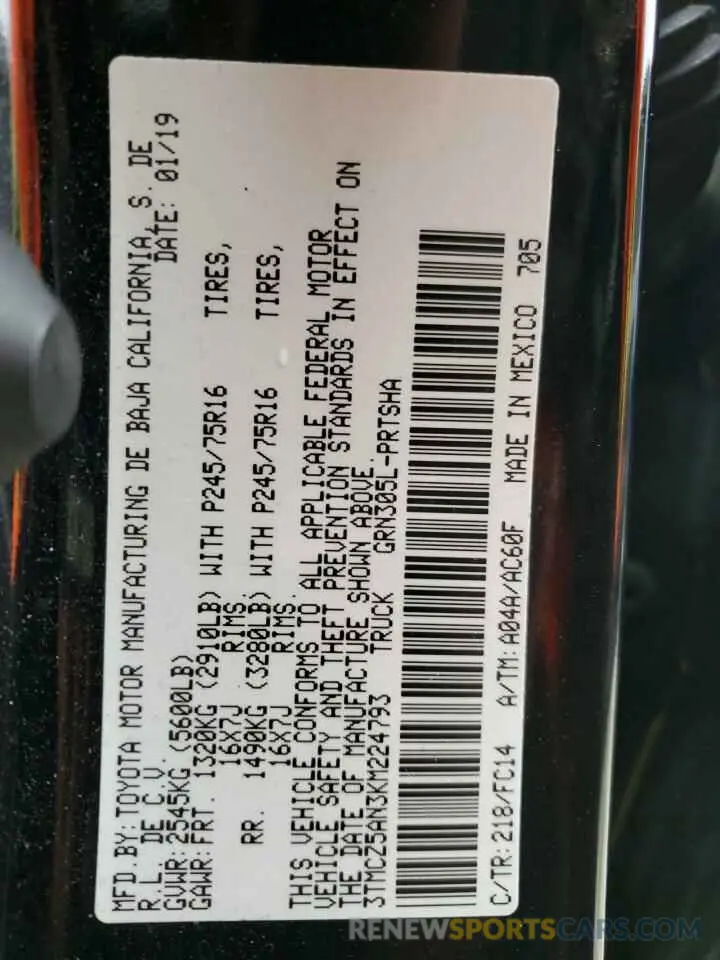 MFD.BY:TOYOTA MOTOR MANUFACTURING DE BAJA CALIFORNIA,S. DE
R.L. DE C.V. DATE: 01/19
GVWR:2545KG (5600LB)
GAWR:FRT. 1320KG (2910LB) WITH P245/75R16 TIRES,
16X7J RIMS.
RR. 1490KG (3280LB) WITH P245/75R16 TIRES,
16X7J RIMS.
THIS VEHICLE CONFORMS TO ALL APPLICABLE FEDERAL MOTOR
VEHICLE SAFETY AND THEFT PREVENTION STANDARDS IN EFFECT ON
THE DATE OF MANUFACTURE SHOWN ABOVE.
3TMCZ5AN3KM224793 TRUCK GRN305L-PRTSHA
C/TR:218/FC14 A/TM:A04A/AC60F MADE IN MEXICO 705
RENEWSPORTSCARS.COM